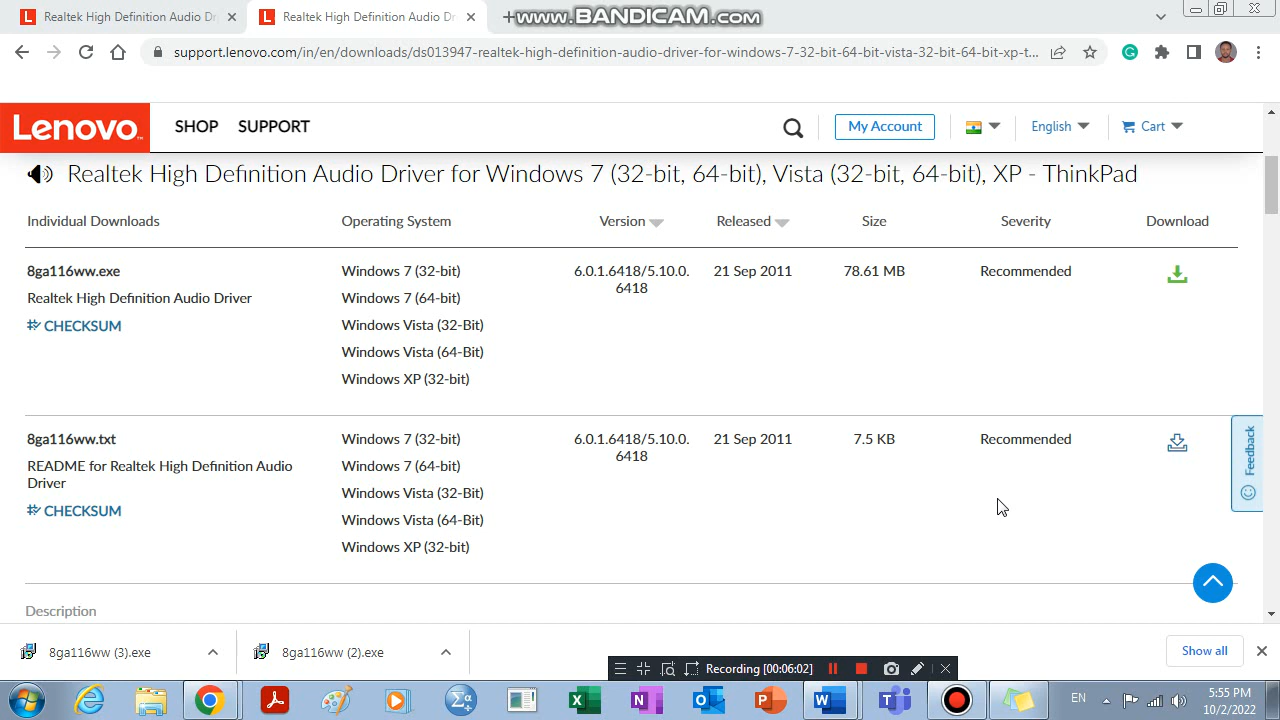 Realtek High Definition Audio Dr
Realtek High Definition Audio Dr
www.BANDICAM.com
support.lenovo.com/in/en/downloads/ds013947-realtek-high-definition-audio-driver-for-windows-7-32-bit-64-bit-vista-32-bit-64-bit-xp-t...
Lenovo
SHOP SUPPORT
My Account
English
Cart
Realtek High Definition Audio Driver for Windows 7 (32-bit, 64-bit), Vista (32-bit, 64-bit), XP - ThinkPad
Individual Downloads Operating System Version Released Size Severity Download
8ga116ww.exe Windows 7 (32-bit) 6.0.1.6418/5.10.0. 21 Sep 2011 78.61 MB Recommended
6418
Realtek High Definition Audio Driver Windows 7 (64-bit)
CHECKSUM Windows Vista (32-Bit)
Windows Vista (64-Bit)
Windows XP (32-bit)
8ga116ww.txt Windows 7 (32-bit) 6.0.1.6418/5.10.0. 21 Sep 2011 7.5 KB Recommended
6418
README for Realtek High Definition Audio Windows 7 (64-bit)
Driver
Windows Vista (32-Bit)
CHECKSUM Windows Vista (64-Bit)
Windows XP (32-bit)
Feedback
Description
8ga116ww (3).exe 8ga116ww (2).exe Show all
Recording [00:06:02]
EN
5:55 PM
10/2/2022